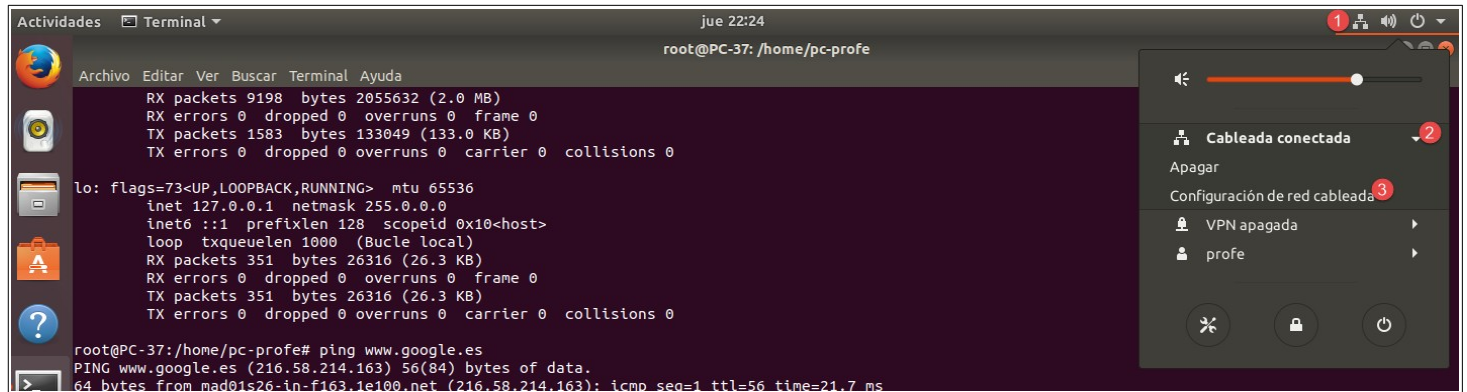 Actividades Terminal jue 22:24 1
root@PC-37: /home/pc-profe
Archivo Editar Ver Buscar Terminal Ayuda
RX packets 9198 bytes 2055632 (2.0 MB)
RX errors 0 dropped 0 overruns 0 frame 0
TX packets 1583 bytes 133049 (133.0 KB)
TX errors 0 dropped 0 overruns 0 carrier 0 collisions 0
lo: flags=73<UP,LOOPBACK,RUNNING> mtu 65536
inet 127.0.0.1 netmask 255.0.0.0
inet6 ::1 prefixlen 128 scopeid 0x10<host>
loop txqueuelen 1000 (Bucle local)
RX packets 351 bytes 26316 (26.3 KB)
RX errors 0 dropped 0 overruns 0 frame 0
TX packets 351 bytes 26316 (26.3 KB)
TX errors 0 dropped 0 overruns 0 carrier 0 collisions 0
root@PC-37:/home/pc-profe# ping www.google.es
PING www.google.es (216.58.214.163) 56(84) bytes of data.
64 bytes from mad01s26-in-f163.1e100.net (216.58.214.163): icmp_seq=1 ttl=56 time=21.7 ms
Cableada conectada 2
Apagar
Configuración de red cableada 3
VPN apagada
profe